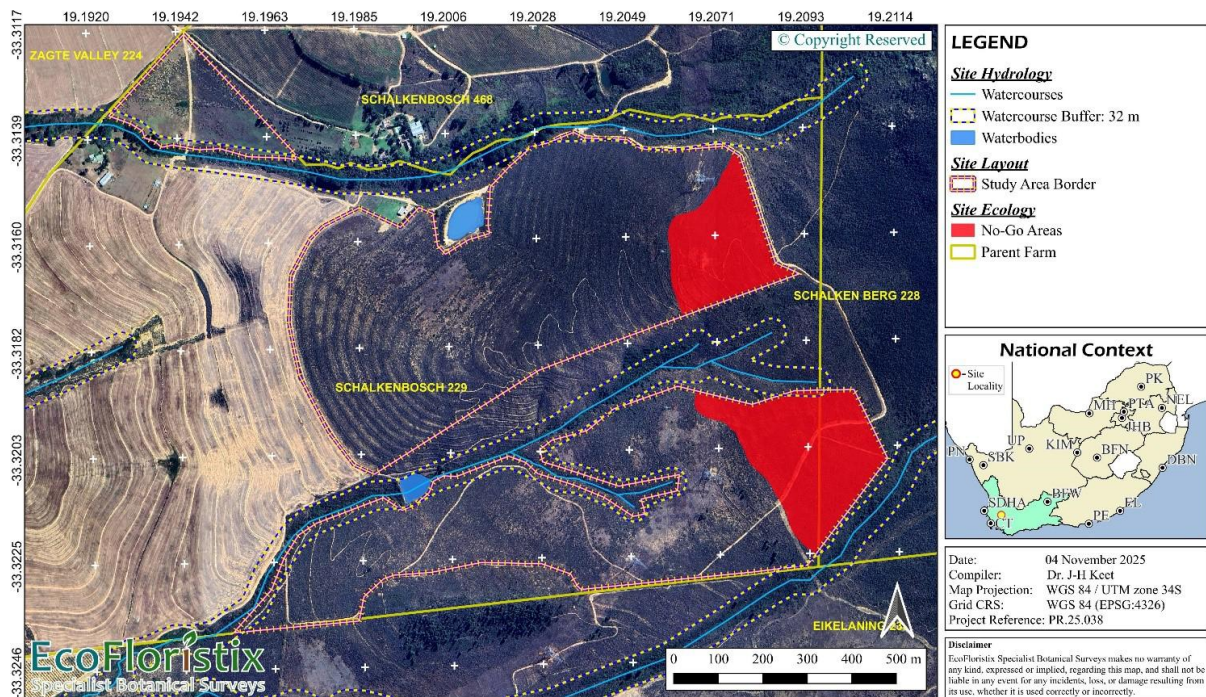 19.1920 19.1942 19.1963 19.1985 19.2006 19.2028 19.2049 19.2071 19.2093 19.2114
-33.3117
-33.3139
-33.3160
-33.3182
-33.3203
-33.3225
-33.3246
© Copyright Reserved
ZAGTE VALLEY 224
SCHALKENBOSCH 468
SCHALKEN BERG 228
SCHALKENBOSCH 229
EIKELANING
EcoFloristix
Specialist Botanical Surveys
0 100 200 300 400 500 m
LEGEND
Site Hydrology
Watercourses
Watercourse Buffer: 32 m
Waterbodies
Site Layout
Study Area Border
Site Ecology
No-Go Areas
Parent Farm
National Context
- Site
Locality
PK
MH
PTA
NEL
JHB
UP
KIM
BFN
PN
SBK
DBN
SDHA
BFW
EL
CT
PE
Date: 04 November 2025
Compiler: Dr. J-H Keet
Map Projection: WGS 84 / UTM zone 34S
Grid CRS: WGS 84 (EPSG:4326)
Project Reference: PR.25.038
Disclaimer
EcoFloristix Specialist Botanical Surveys makes no warranty of
any kind, expressed or implied, regarding this map, and shall not be
liable in any event for any incidents, loss, or damage resulting from
its use, whether it is used correctly or incorrectly.